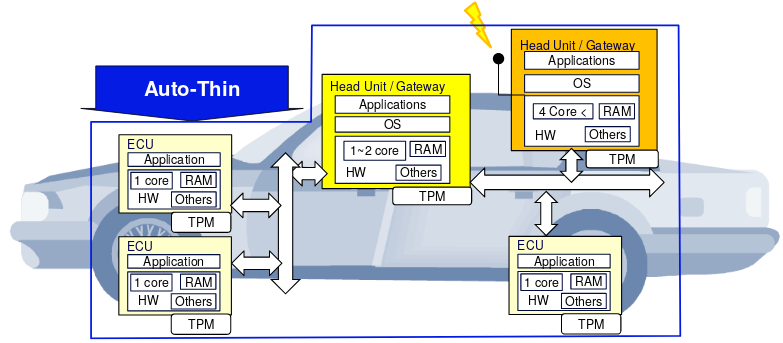 Auto-Thin
ECU
Application
1 core
RAM
HW
Others
TPM
ECU
Application
1 core
RAM
HW
Others
TPM
Head Unit / Gateway
Applications
OS
1~2 core
RAM
HW
Others
TPM
Head Unit / Gateway
Applications
OS
4 Core <
RAM
HW
Others
TPM
ECU
Application
1 core
RAM
HW
Others
TPM